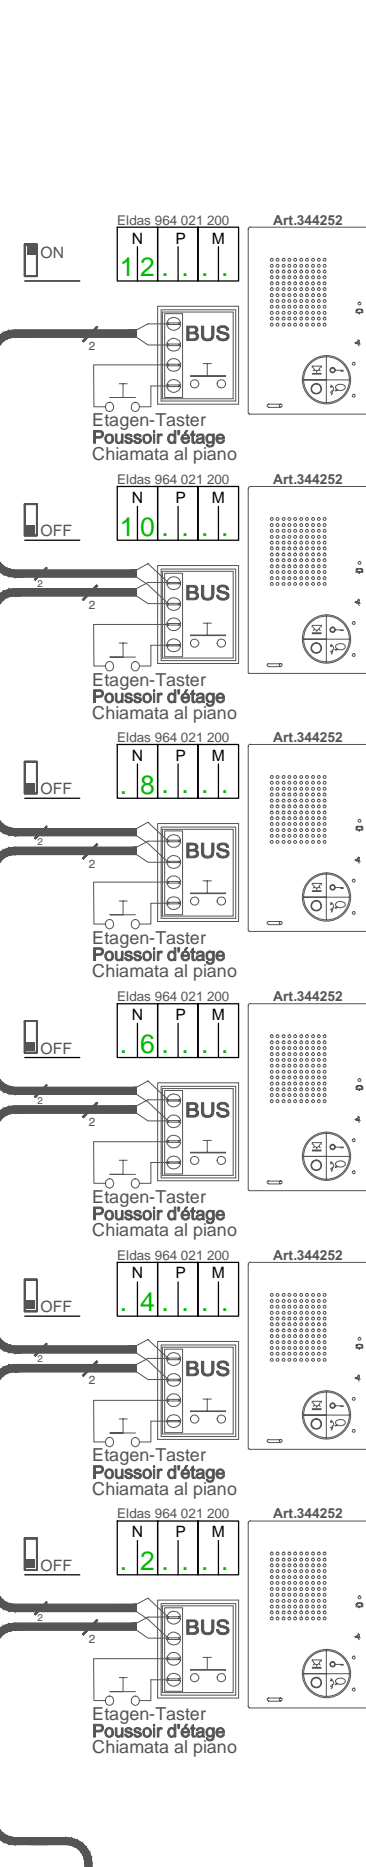 Eldas 964 021 200 Art.344252
ON N P M
12. . . .
BUS
2
Etagen-Taster
Poussoir d'étage
Chiamata al piano
Eldas 964 021 200 Art.344252
N P M
OFF 10. . . .
BUS
2
2
Etagen-Taster
Poussoir d'étage
Chiamata al piano
Eldas 964 021 200 Art.344252
N P M
OFF . 8. . . .
BUS
2
2
Etagen-Taster
Poussoir d'étage
Chiamata al piano
Eldas 964 021 200 Art.344252
N P M
OFF . 6. . . .
BUS
2
2
Etagen-Taster
Poussoir d'étage
Chiamata al piano
Eldas 964 021 200 Art.344252
N P M
OFF . 4. . . .
BUS
2
2
Etagen-Taster
Poussoir d'étage
Chiamata al piano
Eldas 964 021 200 Art.344252
N P M
OFF . 2. . . .
BUS
2
2
Etagen-Taster
Poussoir d'étage
Chiamata al piano